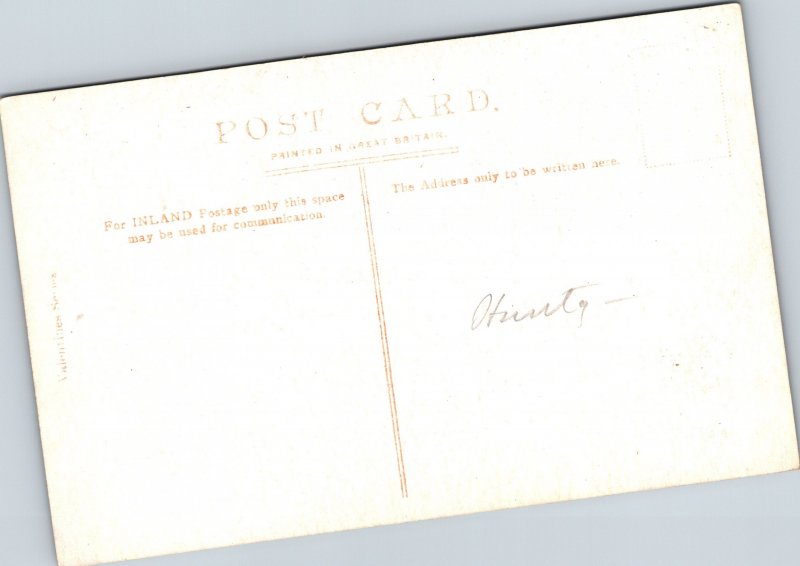 POST CARD.
PRINTED IN GREAT BRITAIN.
For INLAND Postage only this space
may be used for communication.
The Address only to be written here.
Valentines Series